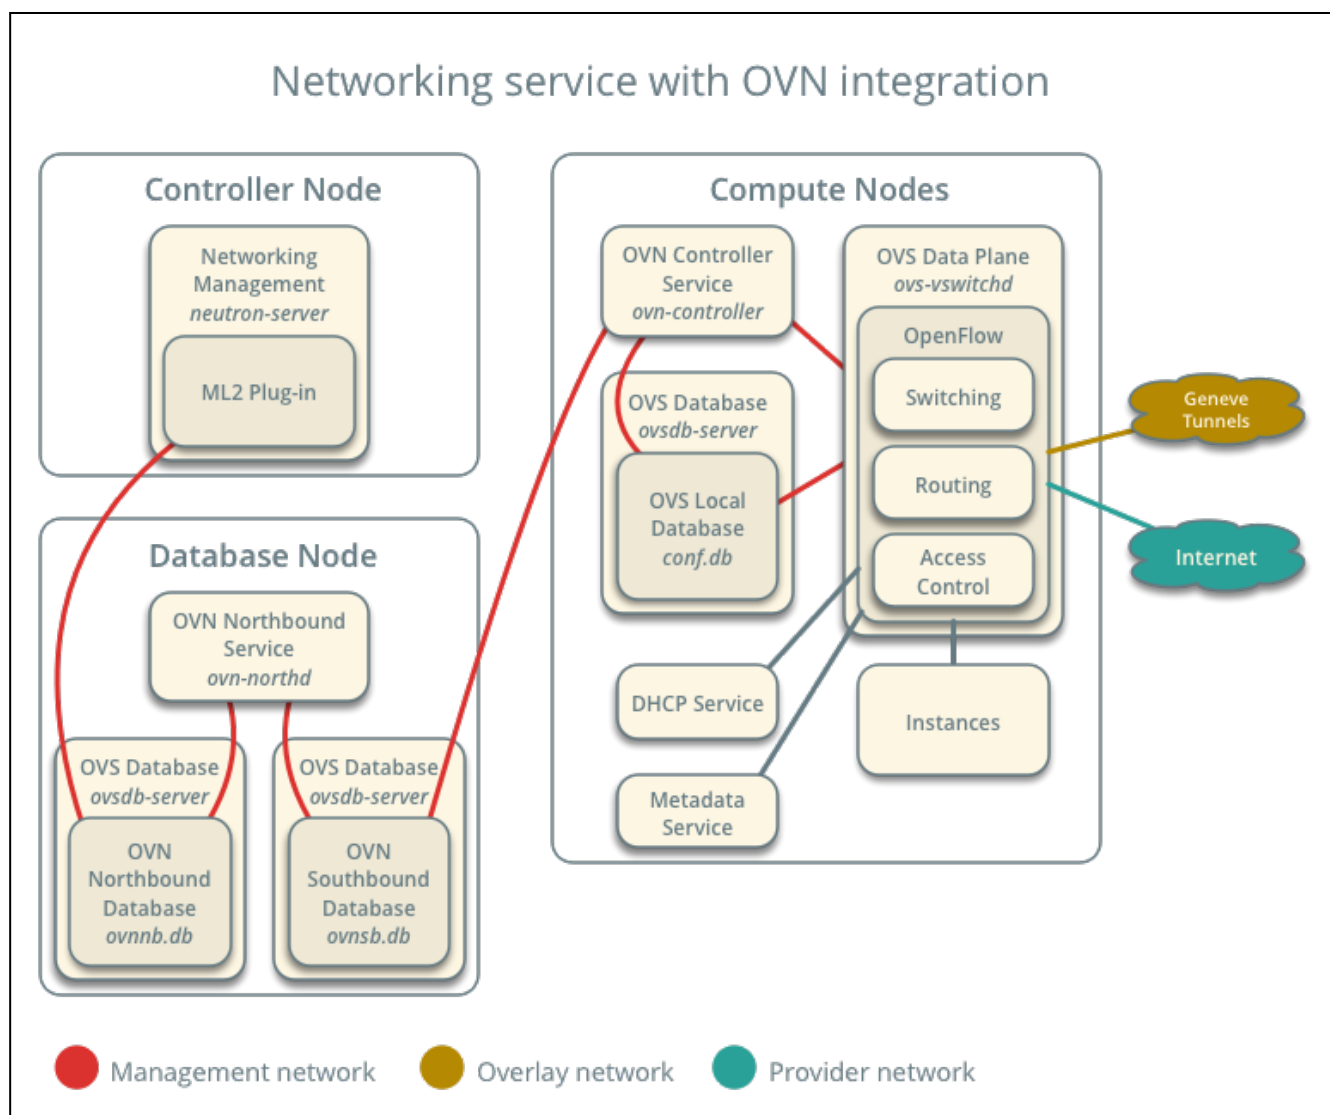 Networking service with OVN integration
Controller Node
Networking
Management
neutron-server
ML2 Plug-in
Database Node
OVN Northbound
Service
ovn-northd
OVS Database
ovsdb-server
OVN
Northbound
Database
ovnnb.db
OVS Database
ovsdb-server
OVN
Southbound
Database
ovnsb.db
Compute Nodes
OVN Controller
Service
ovn-controller
OVS Database
ovsdb-server
OVS Local
Database
conf.db
DHCP Service
Metadata
Service
OVS Data Plane
ovs-vswitchd
OpenFlow
Switching
Routing
Access
Control
Instances
Geneve
Tunnels
Internet
Management network
Overlay network
Provider network